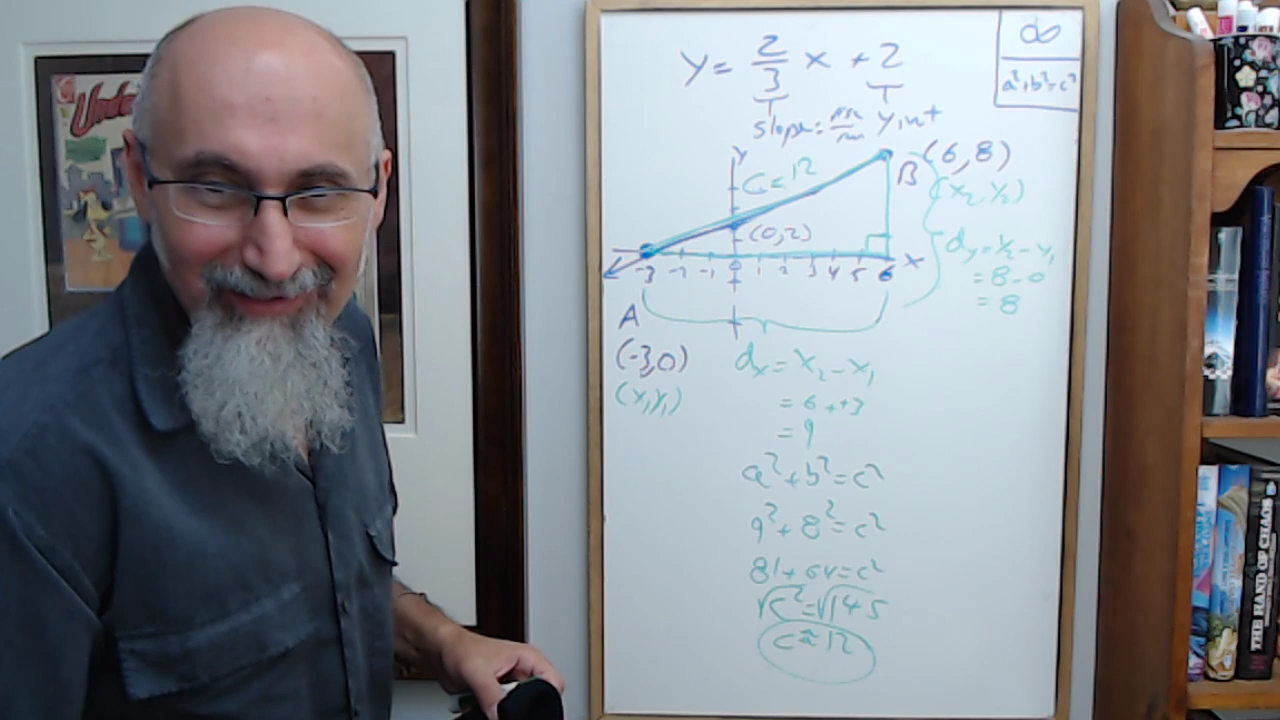 Unde
y = 2/3 x + 2
slope = rise/run y, int
do
a² + b² = c²
y
C ≈ 12
B (6,8)
(x₂, y₂)
(0,2)
-3 -2 -1 0 1 2 3 4 5 6 x
dy = y₂ - y₁
= 8 - 0
= 8
A
(-3,0)
(x₁, y₁)
dx = x₂ - x₁
= 6 + +3
= 9
a² + b² = c²
9² + 8² = c²
81 + 64 = c²
√c² = √145
c ≈ 12
THE HAND OF CHAOS